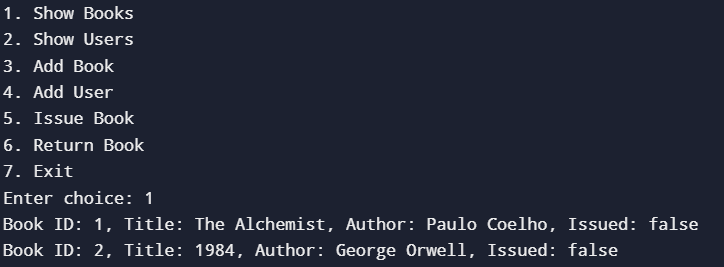 1. Show Books
2. Show Users
3. Add Book
4. Add User
5. Issue Book
6. Return Book
7. Exit
Enter choice: 1
Book ID: 1, Title: The Alchemist, Author: Paulo Coelho, Issued: false
Book ID: 2, Title: 1984, Author: George Orwell, Issued: false